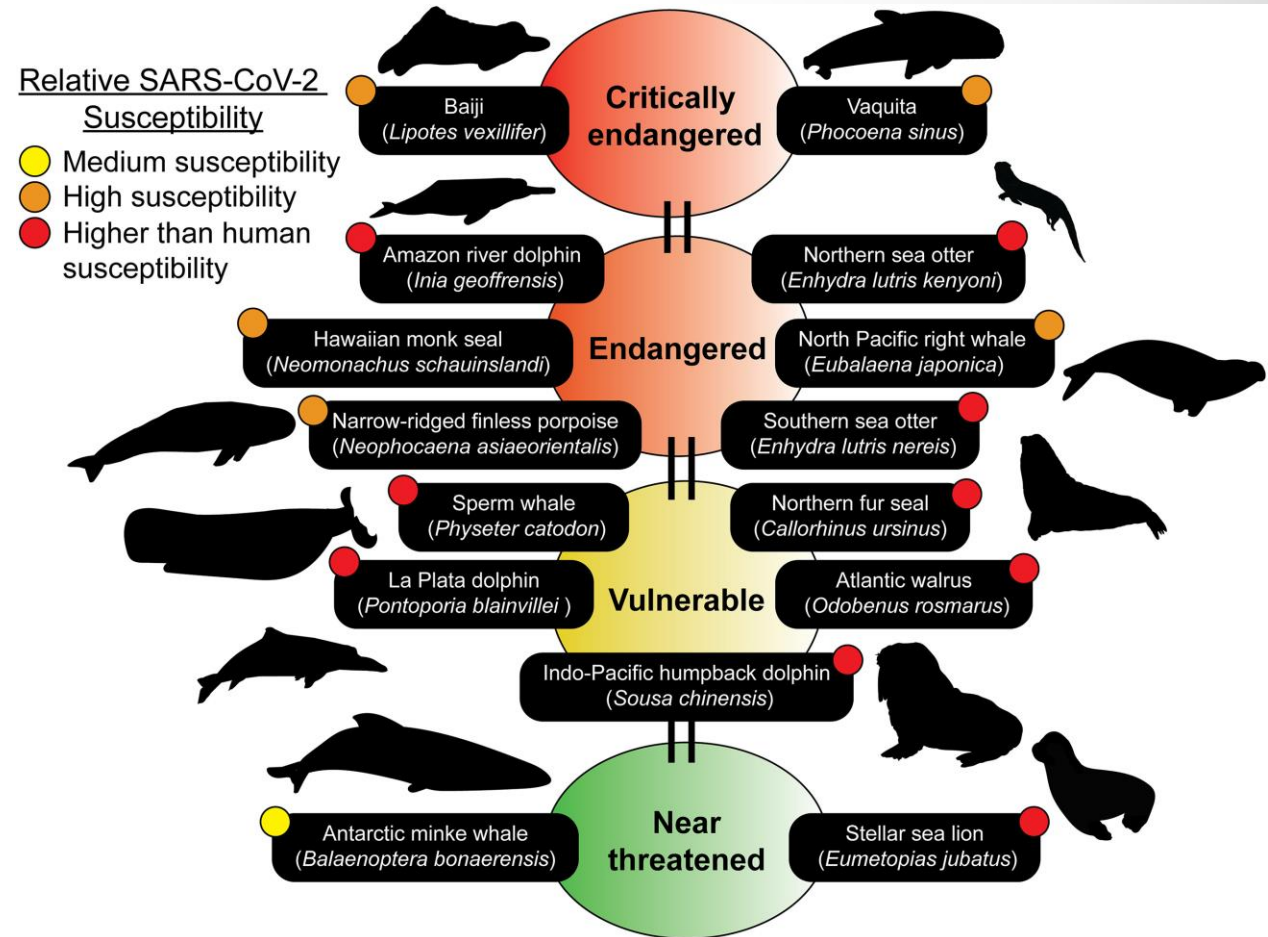 Relative SARS-CoV-2
Susceptibility
Medium susceptibility
High susceptibility
Higher than human
susceptibility
Critically
endangered
Baiji
(Lipotes vexillifer)
Vaquita
(Phocoena sinus)
Endangered
Amazon river dolphin
(Inia geoffrensis)
Northern sea otter
(Enhydra lutris kenyoni)
Hawaiian monk seal
(Neomonachus schauinslandi)
North Pacific right whale
(Eubalaena japonica)
Narrow-ridged finless porpoise
(Neophocaena asiaeorientalis)
Southern sea otter
(Enhydra lutris nereis)
Vulnerable
Sperm whale
(Physeter catodon)
Northern fur seal
(Callorhinus ursinus)
La Plata dolphin
(Pontoporia blainvillei )
Atlantic walrus
(Odobenus rosmarus)
Indo-Pacific humpback dolphin
(Sousa chinensis)
Near
threatened
Antarctic minke whale
(Balaenoptera bonaerensis)
Stellar sea lion
(Eumetopias jubatus)